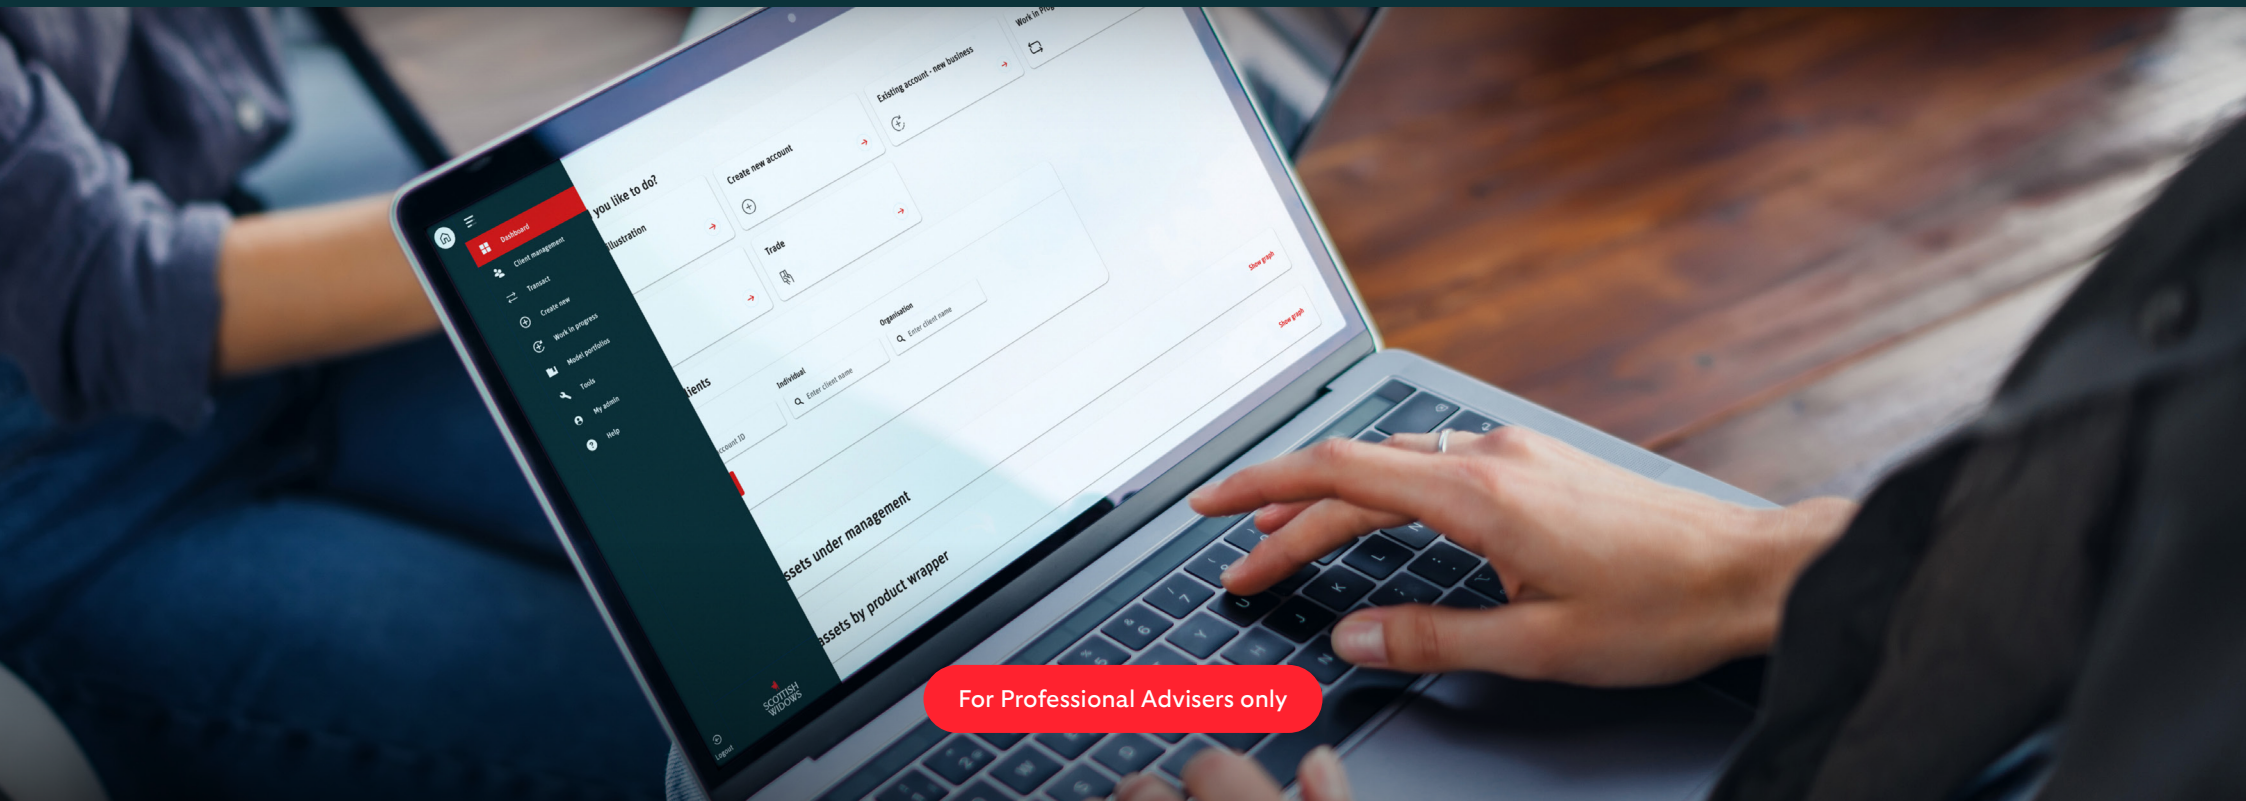 Work in Prog
Existing account - new business
Create new account
you like to do?
Illustration
Trade
Dashboard
Client management
Transact
Create new
Work in progress
Model portfolios
Tools
My admin
Help
Organisation
Enter client name
Individual
Enter client name
lients
ccount ID
Show graph
Show graph
ssets under management
assets by product wrapper
SCOTTISH
WIDOWS
Logout
For Professional Advisers only